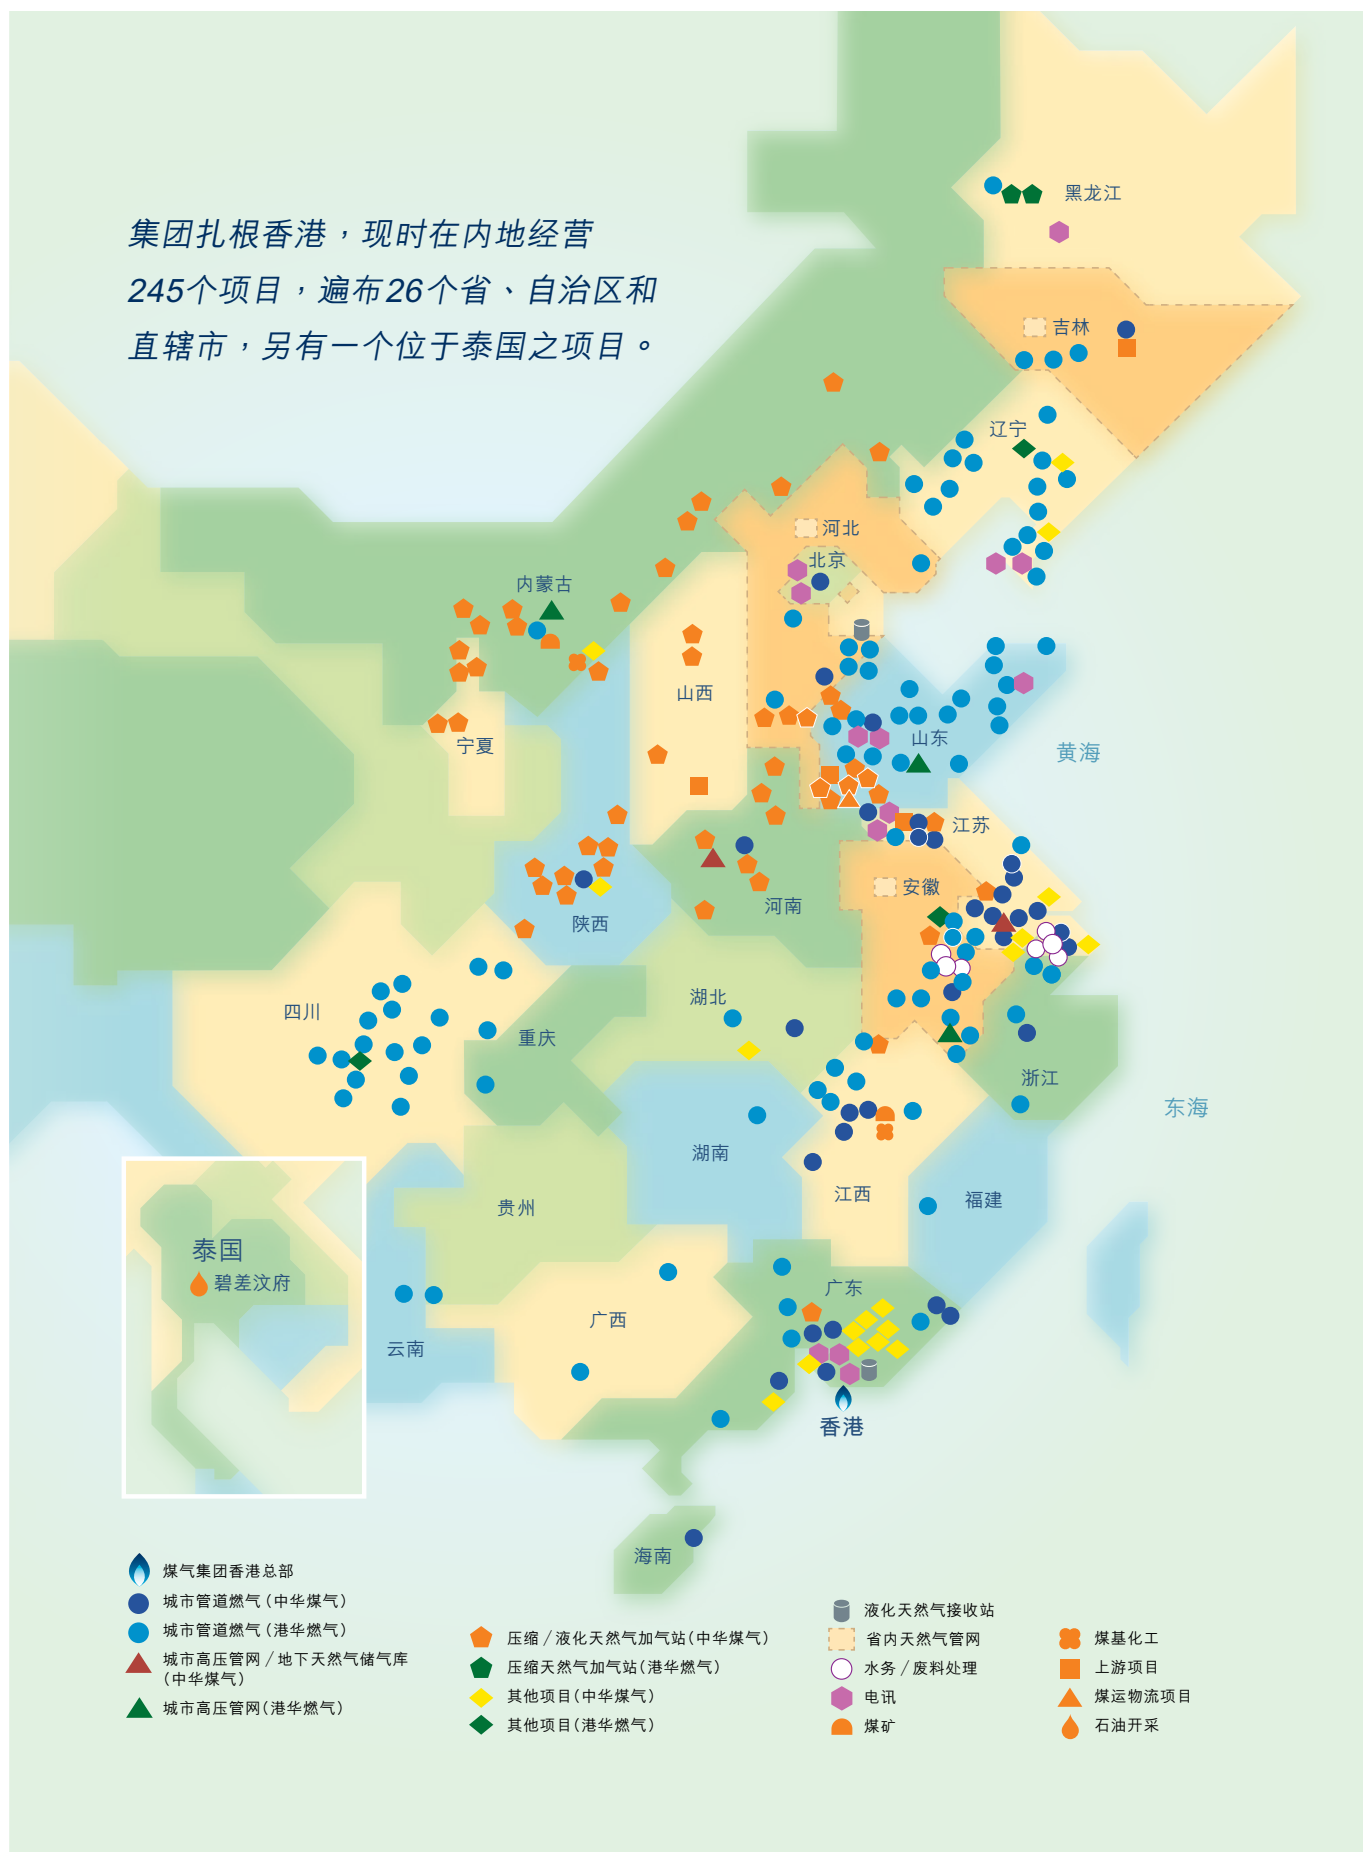 集团扎根香港，现时在内地经营
245个项目，遍布26个省、自治区和
直辖市，另有一个位于泰国之项目。
黑龙江
吉林
辽宁
河北
北京
内蒙古
山西
宁夏
山东
黄海
江苏
安徽
河南
陕西
湖北
四川
重庆
浙江
东海
湖南
江西
福建
贵州
泰国
碧差汶府
广东
广西
云南
香港
海南
煤气集团香港总部
城市管道燃气（中华煤气）
城市管道燃气（港华燃气）
城市高压管网／地下天然气储气库
（中华煤气）
城市高压管网（港华燃气）
压缩／液化天然气加气站（中华煤气）
压缩天然气加气站（港华燃气）
其他项目（中华煤气）
其他项目（港华燃气）
液化天然气接收站
省内天然气管网
水务／废料处理
电讯
煤矿
煤基化工
上游项目
煤运物流项目
石油开采